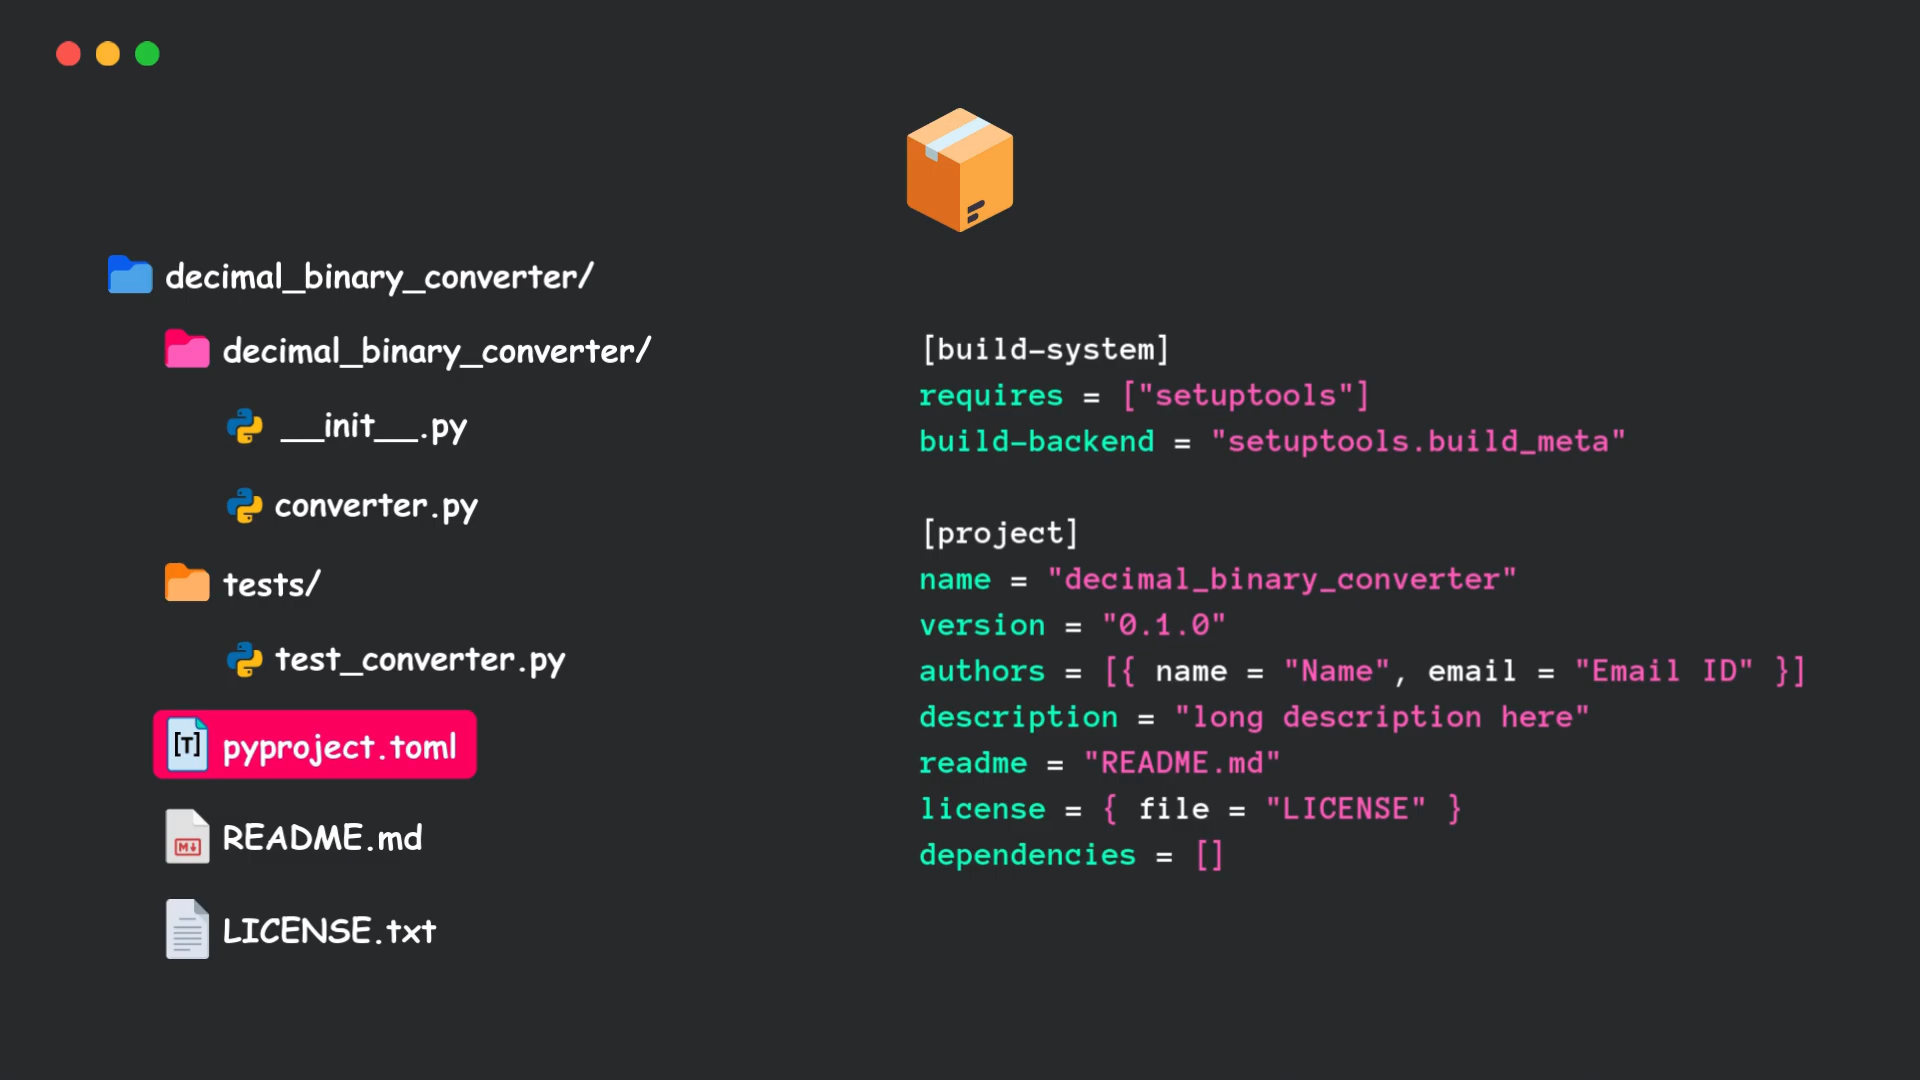 decimal_binary_converter/
decimal_binary_converter/
__init__.py
converter.py
tests/
test_converter.py
[T] pyproject.toml
M↓ README.md
LICENSE.txt
[build-system]
requires = ["setuptools"]
build-backend = "setuptools.build_meta"
[project]
name = "decimal_binary_converter"
version = "0.1.0"
authors = [{ name = "Name", email = "Email ID" }]
description = "long description here"
readme = "README.md"
license = { file = "LICENSE" }
dependencies = []